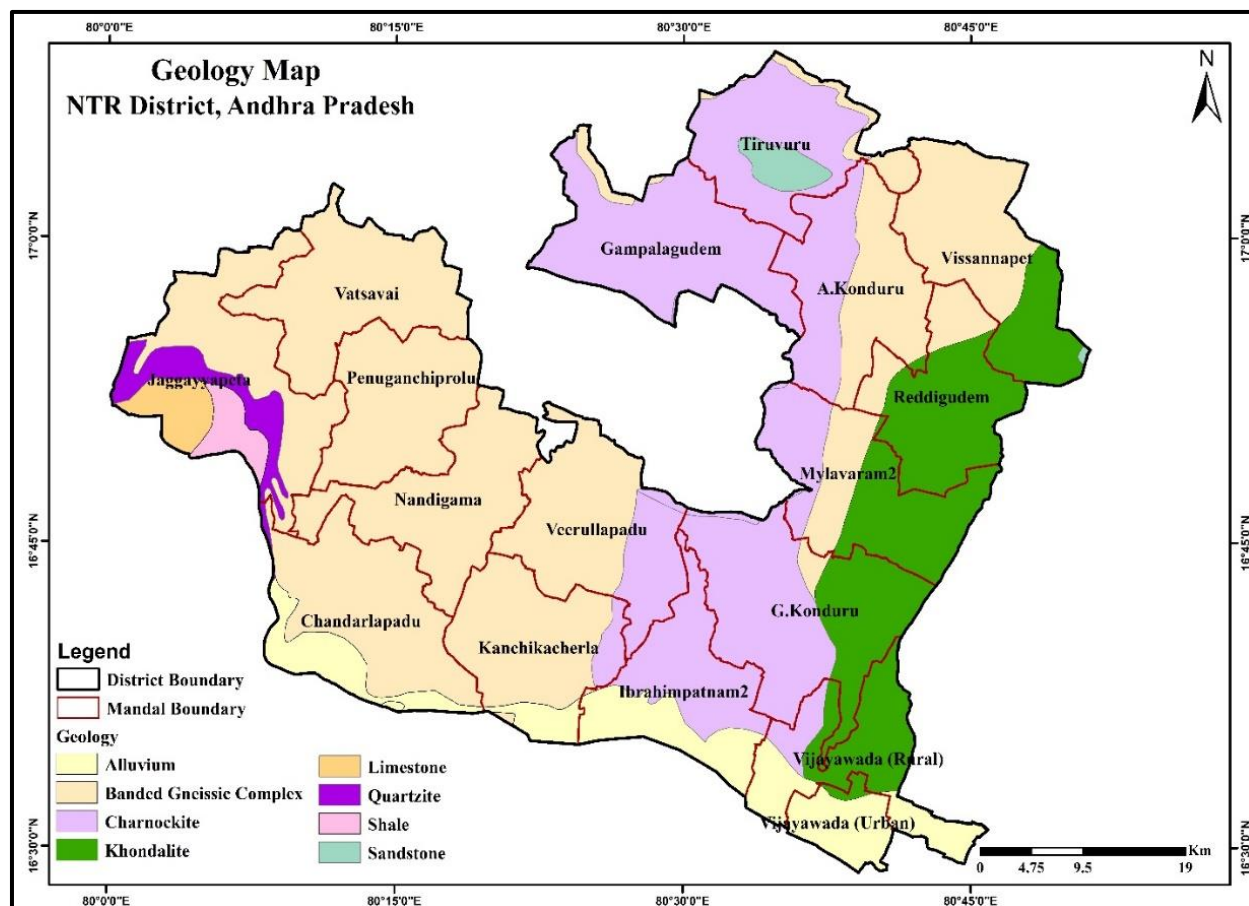 80°0'0"E 80°15'0"E 80°30'0"E 80°45'0"E
Geology Map
NTR District, Andhra Pradesh
N
17°0'0"N
17°0'0"N
16°45'0"N
16°45'0"N
16°30'0"N
16°30'0"N
Tiruvuru
Gampalagudem
Vissannapet
A.Konduru
Vatsavai
Jaggayyapeta
Penuganchiprolu
Reddigudem
Mylavaram2
Nandigama
Veerullapadu
G.Konduru
Chandarlapadu
Kanchikacherla
Ibrahimpatnam2
Vijayawada (Rural)
Vijayawada (Urban)
Legend
District Boundary
Mandal Boundary
Geology
Alluvium
Banded Gneissic Complex
Charnockite
Khondalite
Limestone
Quartzite
Shale
Sandstone
Km
0 4.75 9.5 19
80°0'0"E 80°15'0"E 80°30'0"E 80°45'0"E